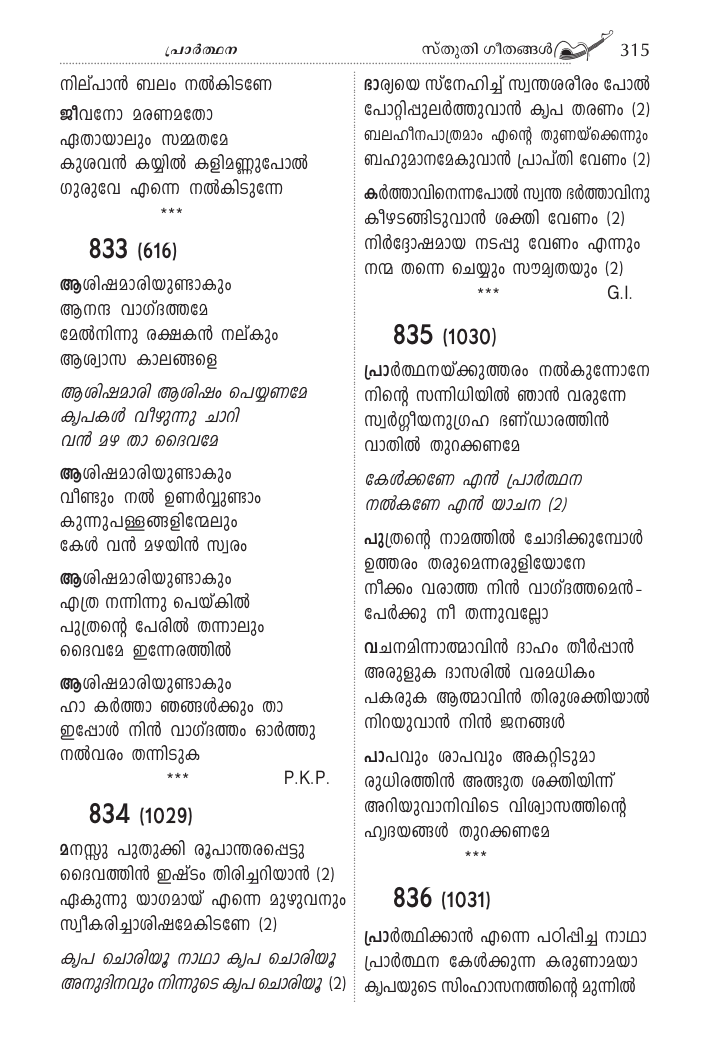 പ്രാർത്ഥന
സ്തുതി ഗീതങ്ങൾ 315
നില്പാൻ ബലം നൽകിടണേ
ജീവനോ മരണമതോ
ഏതായാലും സമ്മതമേ
കുശവൻ കയ്യിൽ കളിമണ്ണുപോൽ
ഗുരുവേ എന്നെ നൽകിടുന്നേ
***
833 (616)
ആശിഷമാരിയുണ്ടാകും
ആനന്ദ വാഗ്ദത്തമേ
മേൽനിന്നു രക്ഷകൻ നല്കും
ആശ്വാസ കാലങ്ങളെ
ആശിഷമാരി ആശിഷം പെയ്യണമേ
കൃപകൾ വീഴുന്നു ചാറി
വൻ മഴ താ ദൈവമേ
ആശിഷമാരിയുണ്ടാകും
വീണ്ടും നൽ ഉണർവ്വുണ്ടാം
കുന്നുപള്ളങ്ങളിന്മേലും
കേൾ വൻ മഴയിൻ സ്വരം
ആശിഷമാരിയുണ്ടാകും
എത്ര നന്നിന്നു പെയ്കിൽ
പുത്രന്റെ പേരിൽ തന്നാലും
ദൈവമേ ഇന്നേരത്തിൽ
ആശിഷമാരിയുണ്ടാകും
ഹാ കർത്താ ഞങ്ങൾക്കും താ
ഇപ്പോൾ നിൻ വാഗ്ദത്തം ഓർത്തു
നൽവരം തന്നിടുക
*** P.K.P.
834 (1029)
മനസ്സു പുതുക്കി രൂപാന്തരപ്പെട്ടു
ദൈവത്തിൻ ഇഷ്ടം തിരിച്ചറിയാൻ (2)
ഏകുന്നു യാഗമായ് എന്നെ മുഴുവനും
സ്വീകരിച്ചാശിഷമേകിടണേ (2)
കൃപ ചൊരിയൂ നാഥാ കൃപ ചൊരിയൂ
അനുദിനവും നിന്നുടെ കൃപ ചൊരിയൂ (2)
ഭാര്യയെ സ്നേഹിച്ച് സ്വന്തശരീരം പോൽ
പോറ്റിപ്പുലർത്തുവാൻ കൃപ തരണം (2)
ബലഹീനപാത്രമാം എന്റെ തുണയ്ക്കെന്നും
ബഹുമാനമേകുവാൻ പ്രാപ്തി വേണം (2)
കർത്താവിനെന്നപോൽ സ്വന്ത ഭർത്താവിനു
കീഴടങ്ങിടുവാൻ ശക്തി വേണം (2)
നിർദ്ദോഷമായ നടപ്പു വേണം എന്നും
നന്മ തന്നെ ചെയ്യും സൗമ്യതയും (2)
*** G.I.
835 (1030)
പ്രാർത്ഥനയ്ക്കുത്തരം നൽകുന്നോനേ
നിന്റെ സന്നിധിയിൽ ഞാൻ വരുന്നേ
സ്വർഗ്ഗീയനുഗ്രഹ ഭണ്ഡാരത്തിൻ
വാതിൽ തുറക്കണമേ
കേൾക്കണേ എൻ പ്രാർത്ഥന
നൽകണേ എൻ യാചന (2)
പുത്രന്റെ നാമത്തിൽ ചോദിക്കുമ്പോൾ
ഉത്തരം തരുമെന്നരുളിയോനേ
നീക്കം വരാത്ത നിൻ വാഗ്ദത്തമെൻ-
പേർക്കു നീ തന്നുവല്ലോ
വചനമിന്നാത്മാവിൻ ദാഹം തീർപ്പാൻ
അരുളുക ദാസരിൽ വരമധികം
പകരുക ആത്മാവിൻ തിരുശക്തിയാൽ
നിറയുവാൻ നിൻ ജനങ്ങൾ
പാപവും ശാപവും അകറ്റിടുമാ
രുധിരത്തിൻ അത്ഭുത ശക്തിയിന്ന്
അറിയുവാനിവിടെ വിശ്വാസത്തിന്റെ
ഹൃദയങ്ങൾ തുറക്കണമേ
***
836 (1031)
പ്രാർത്ഥിക്കാൻ എന്നെ പഠിപ്പിച്ച നാഥാ
പ്രാർത്ഥന കേൾക്കുന്ന കരുണാമയാ
കൃപയുടെ സിംഹാസനത്തിന്റെ മുന്നിൽ